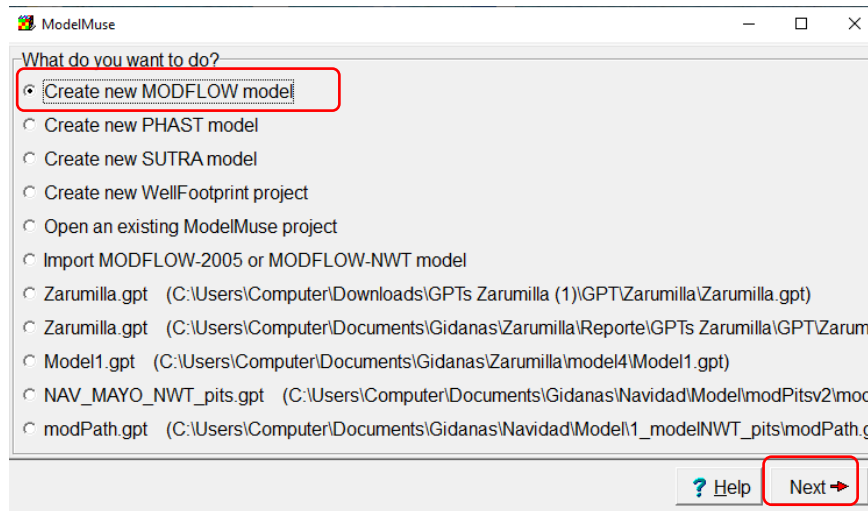 ModelMuse
What do you want to do?
Create new MODFLOW model
Create new PHAST model
Create new SUTRA model
Create new WellFootprint project
Open an existing ModelMuse project
Import MODFLOW-2005 or MODFLOW-NWT model
Zarumilla.gpt (C:\Users\Computer\Downloads\GPTs Zarumilla (1)\GPT\Zarumilla\Zarumilla.gpt)
Zarumilla.gpt (C:\Users\Computer\Documents\Gidanas\Zarumilla\Reporte\GPTs Zarumilla\GPT\Zarum
Model1.gpt (C:\Users\Computer\Documents\Gidanas\Zarumilla\model4\Model1.gpt)
NAV_MAYO_NWT_pits.gpt (C:\Users\Computer\Documents\Gidanas\Navidad\Model\modPitsv2\mod
modPath.gpt (C:\Users\Computer\Documents\Gidanas\Navidad\Model\1_modelNWT_pits\modPath.g
? Help Next